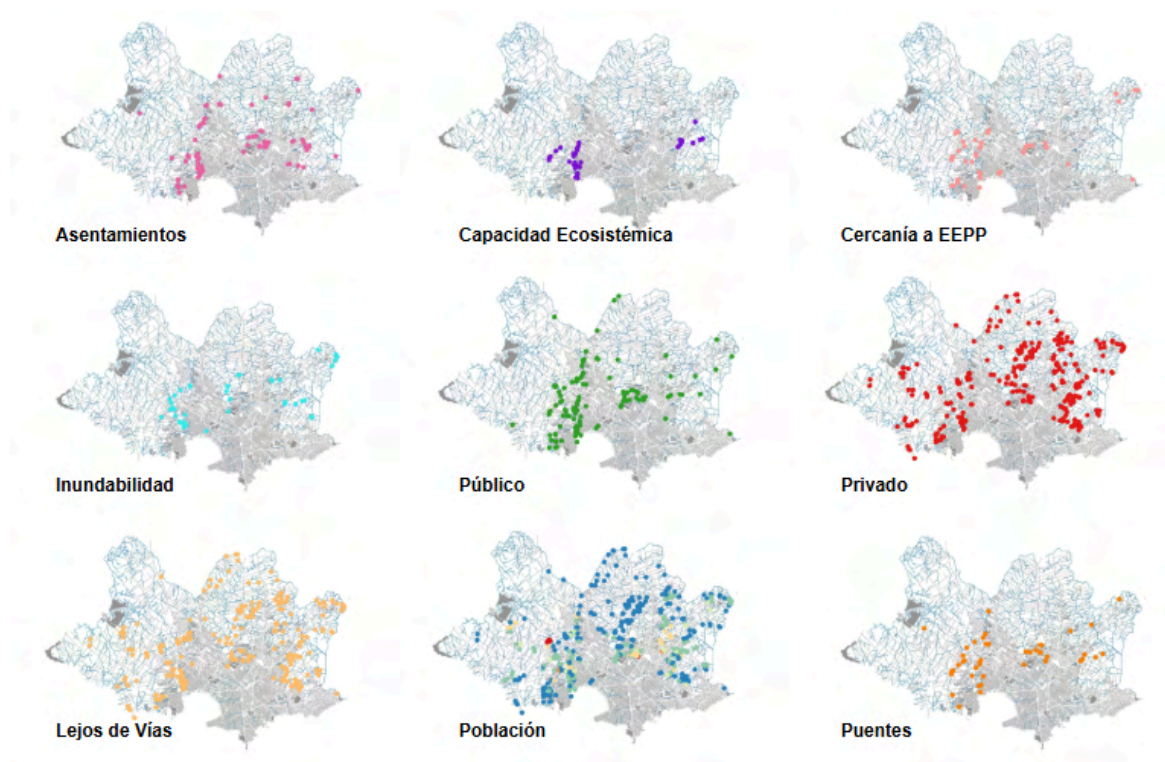 Asentamientos
Capacidad Ecosistémica
Cercanía a EEPP
Inundabilidad
Público
Privado
Lejos de Vías
Población
Puentes